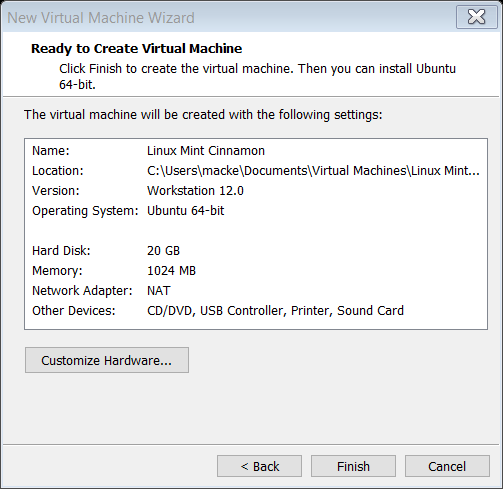 New Virtual Machine Wizard
Ready to Create Virtual Machine
Click Finish to create the virtual machine. Then you can install Ubuntu
64-bit.
The virtual machine will be created with the following settings:
Name: Linux Mint Cinnamon
Location: C:\Users\macke\Documents\Virtual Machines\Linux Mint...
Version: Workstation 12.0
Operating System: Ubuntu 64-bit
Hard Disk: 20 GB
Memory: 1024 MB
Network Adapter: NAT
Other Devices: CD/DVD, USB Controller, Printer, Sound Card
Customize Hardware...
< Back Finish Cancel